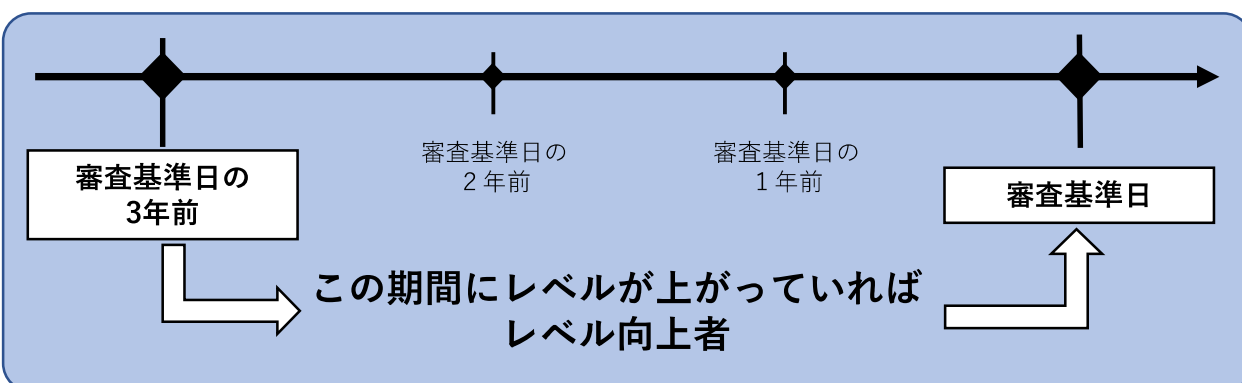 審査基準日の
3年前
審査基準日の
2年前
審査基準日の
1年前
審査基準日
この期間にレベルが上がっていれば
レベル向上者